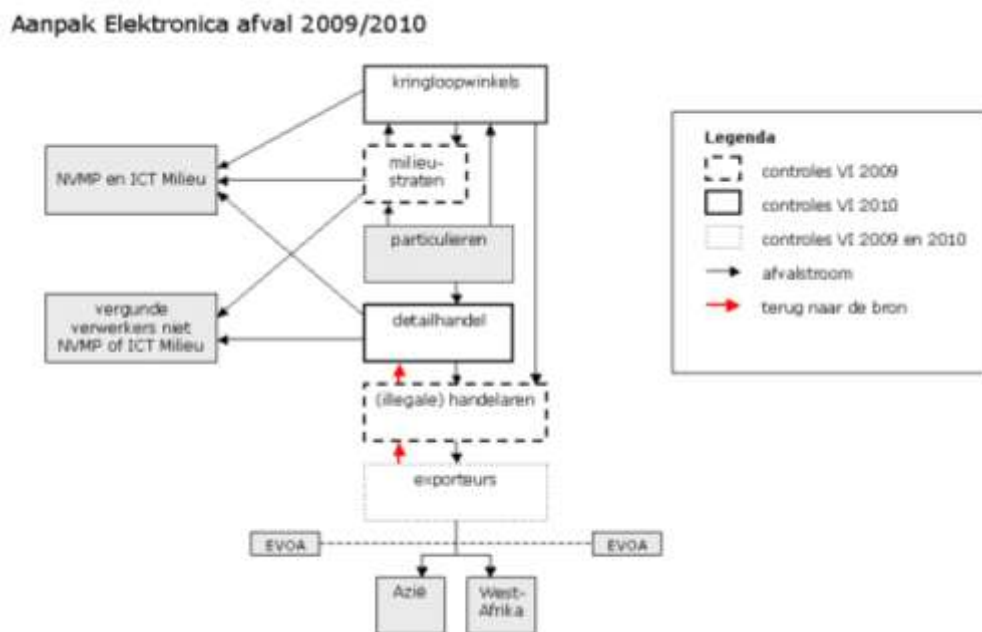 Aanpak Elektronica afval 2009/2010
kringloopwinkels
milieu-
straten
NVMP en ICT Milieu
particulieren
vergunde
verwerkers niet
NVMP of ICT Milieu
detailhandel
(illegale) handelaren
exporteurs
EVOA
EVOA
Azië
West-
Afrika
Legenda
controles VI 2009
controles VI 2010
controles VI 2009 en 2010
afvalstroom
terug naar de bron